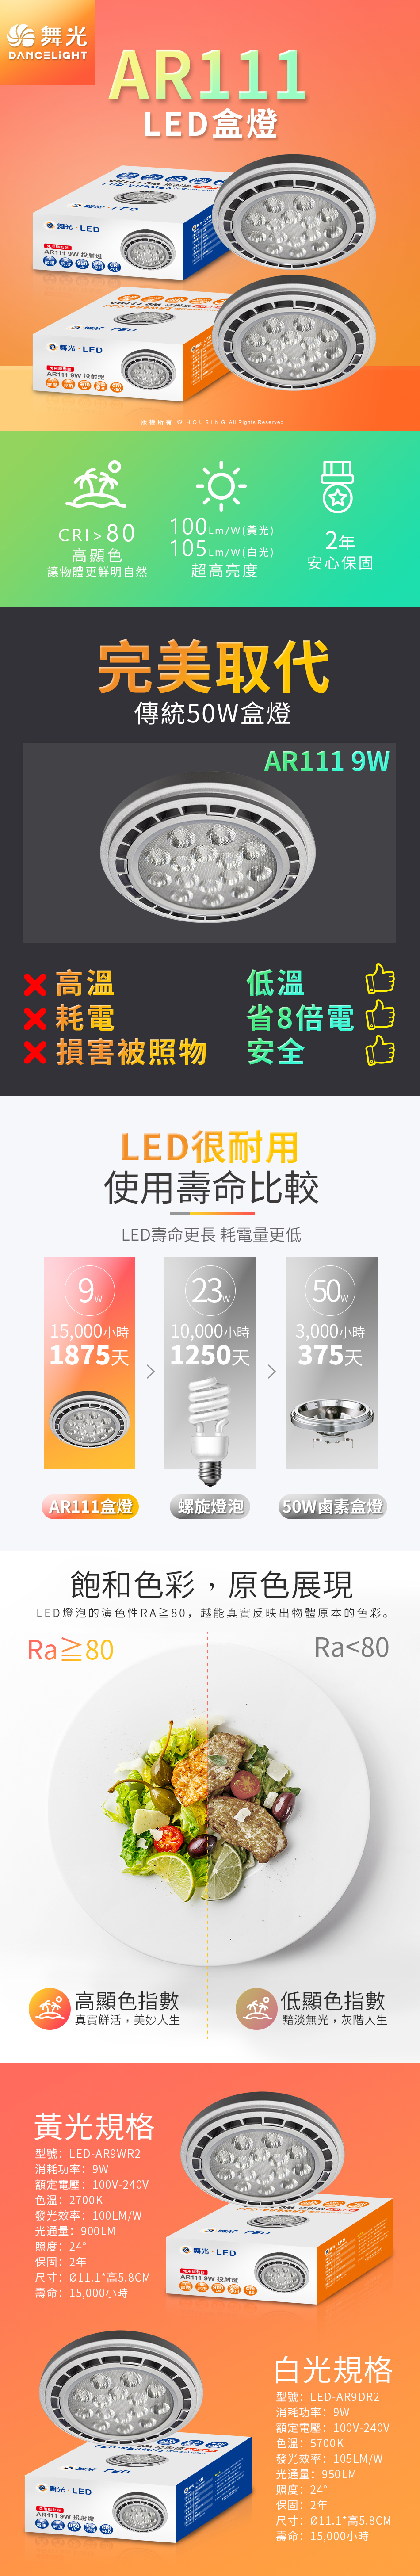 舞光
DANCELIGHT
AR111
LED盒燈
舞光·LED
AR111 9W 投射燈
舞光·LED
AR111 9W 投射燈
版權所有 © HOUSING All Rights Reserved.
CRI>80
高顯色
讓物體更鮮明自然
100Lm/W(黃光)
105Lm/W(白光)
超高亮度
2年
安心保固
完美取代
傳統50W盒燈
AR111 9W
高溫
耗電
損害被照物
低溫
省8倍電
安全
LED很耐用
使用壽命比較
LED壽命更長 耗電量更低
9W
15,000小時
1875天
AR111盒燈
23W
10,000小時
1250天
螺旋燈泡
50W
3,000小時
375天
50W鹵素盒燈
飽和色彩，原色展現
LED燈泡的演色性RA≧80，越能真實反映出物體原本的色彩。
Ra≧80
Ra<80
高顯色指數
真實鮮活，美妙人生
低顯色指數
黯淡無光，灰階人生
黃光規格
型號：LED-AR9WR2
消耗功率：9W
額定電壓：100V-240V
色溫：2700K
發光效率：100LM/W
光通量：900LM
照度：24°
保固：2年
尺寸：Ø11.1*高5.8CM
壽命：15,000小時
舞光·LED
AR111 9W 投射燈
白光規格
型號：LED-AR9DR2
消耗功率：9W
額定電壓：100V-240V
色溫：5700K
發光效率：105LM/W
光通量：950LM
照度：24°
保固：2年
尺寸：Ø11.1*高5.8CM
壽命：15,000小時
舞光·LED
AR111 9W 投射燈